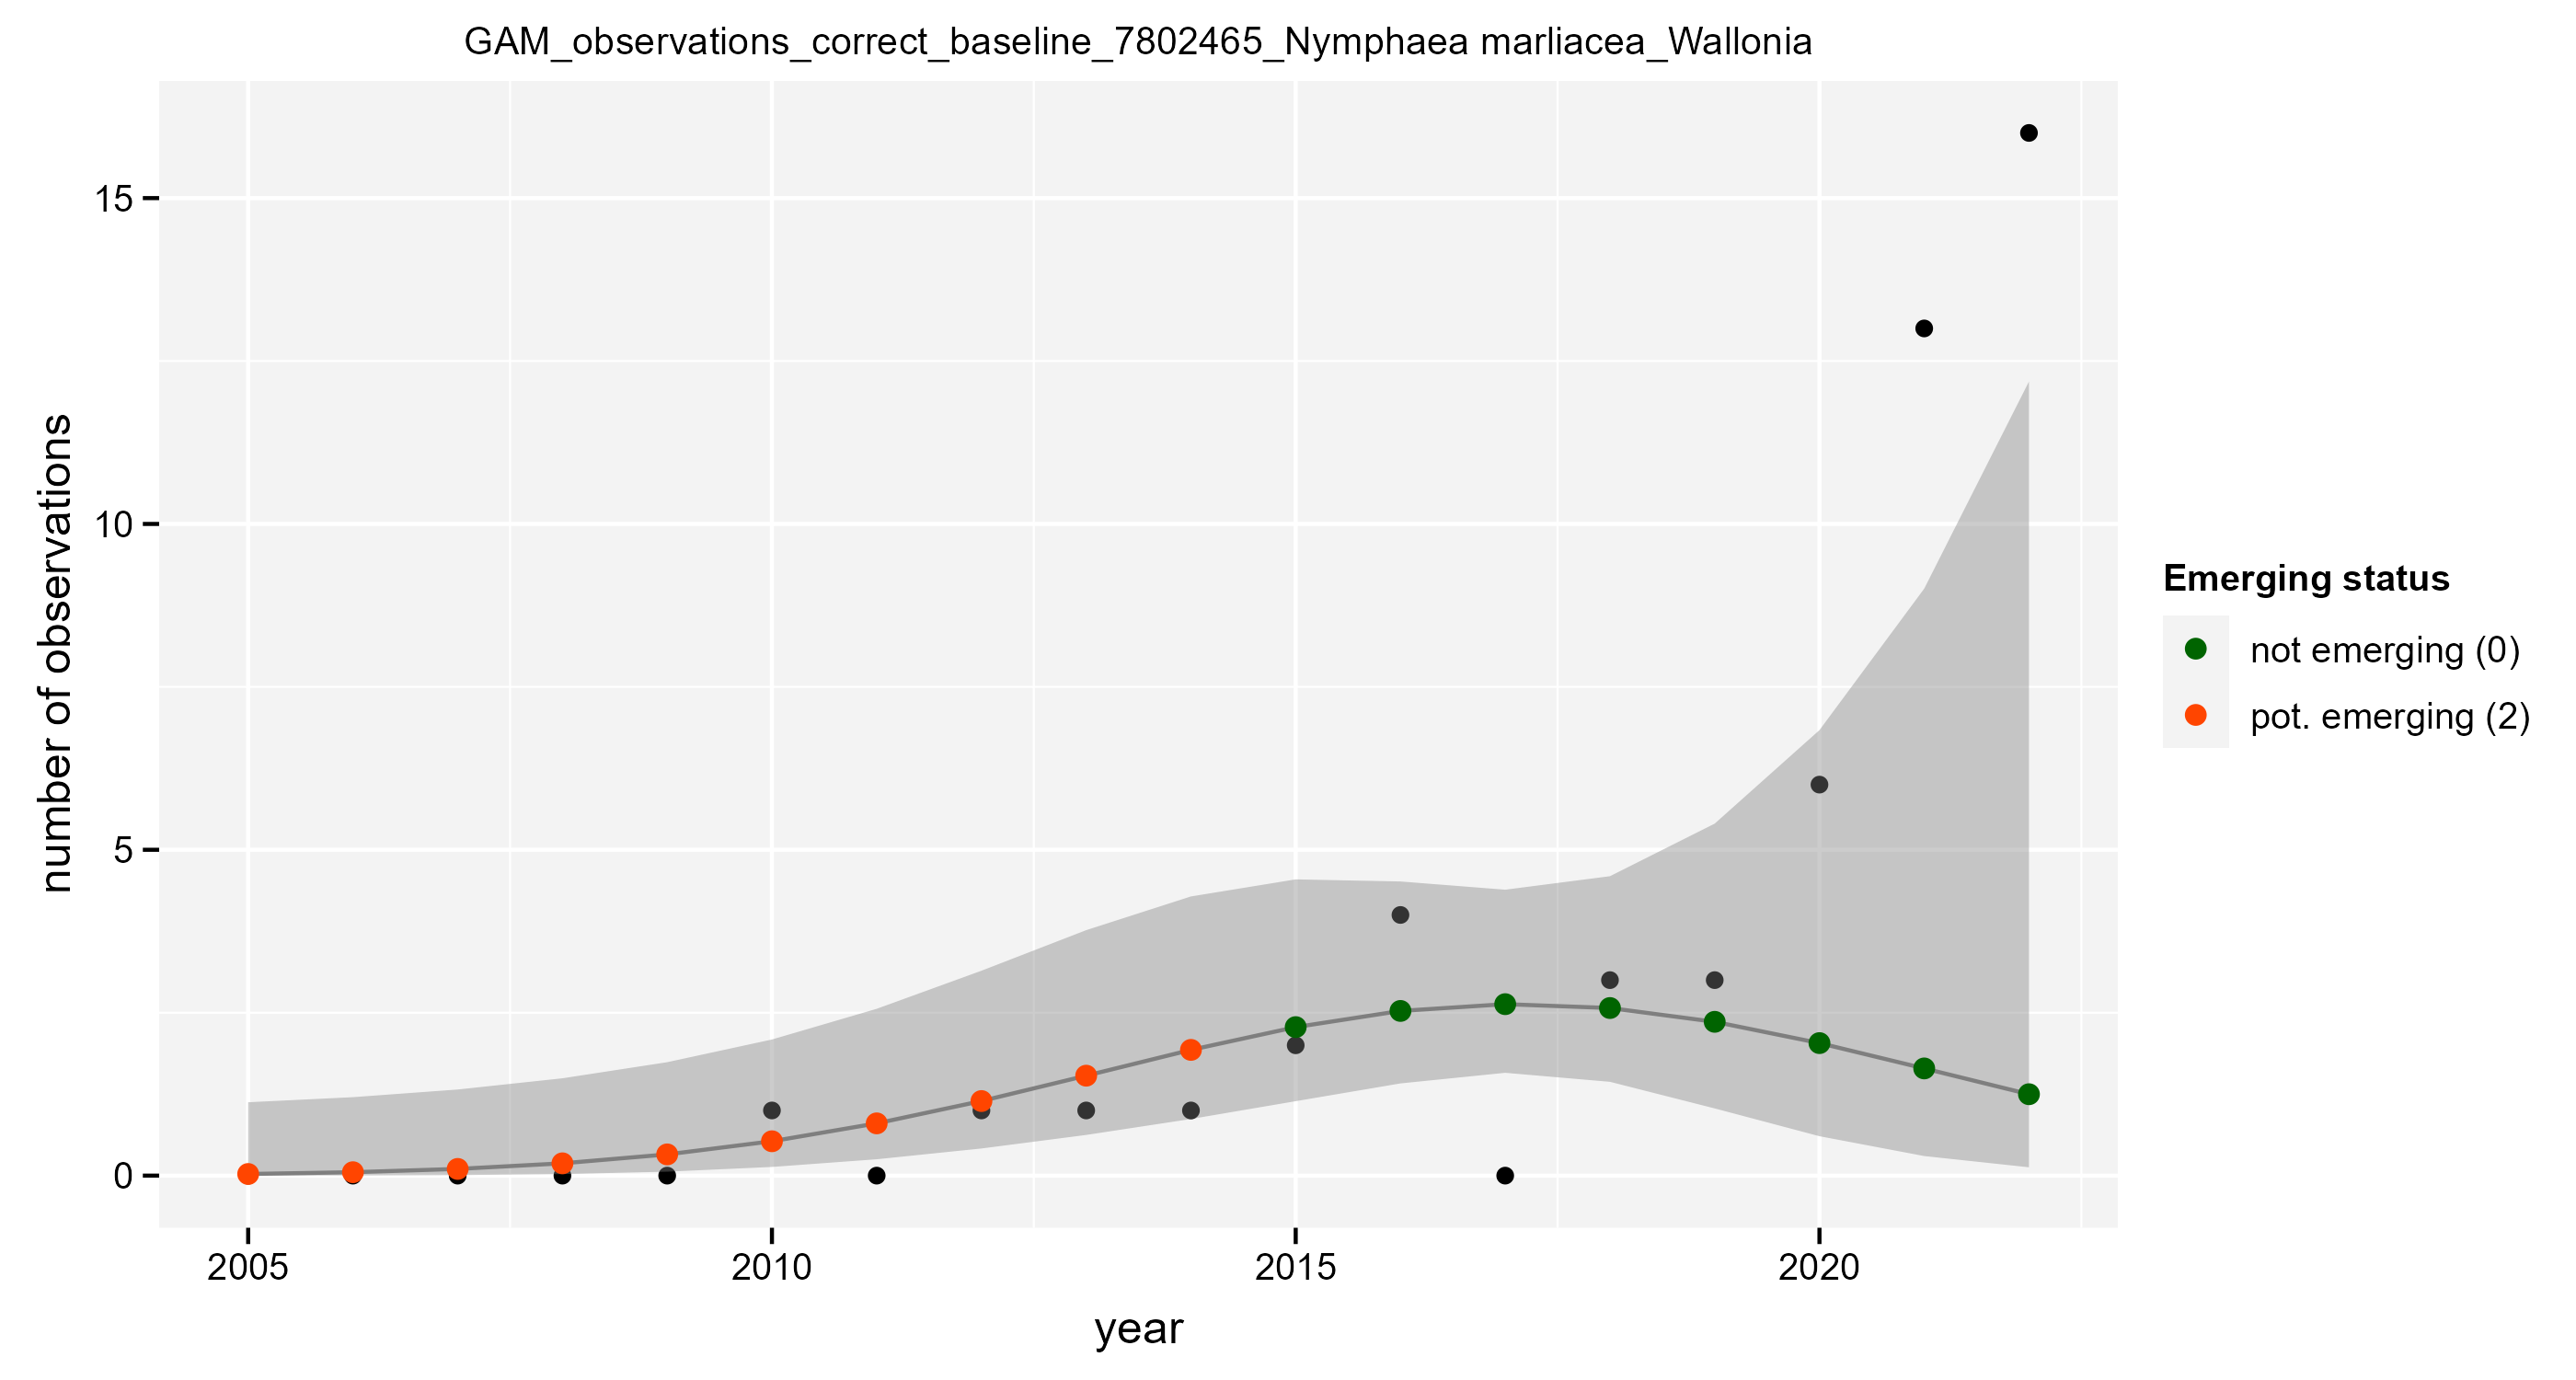 GAM_observations_correct_baseline_7802465_Nymphaea marliacea_Wallonia
number of observations
15
10
5
0
2005 2010 2015 2020
year
Emerging status
not emerging (0)
pot. emerging (2)